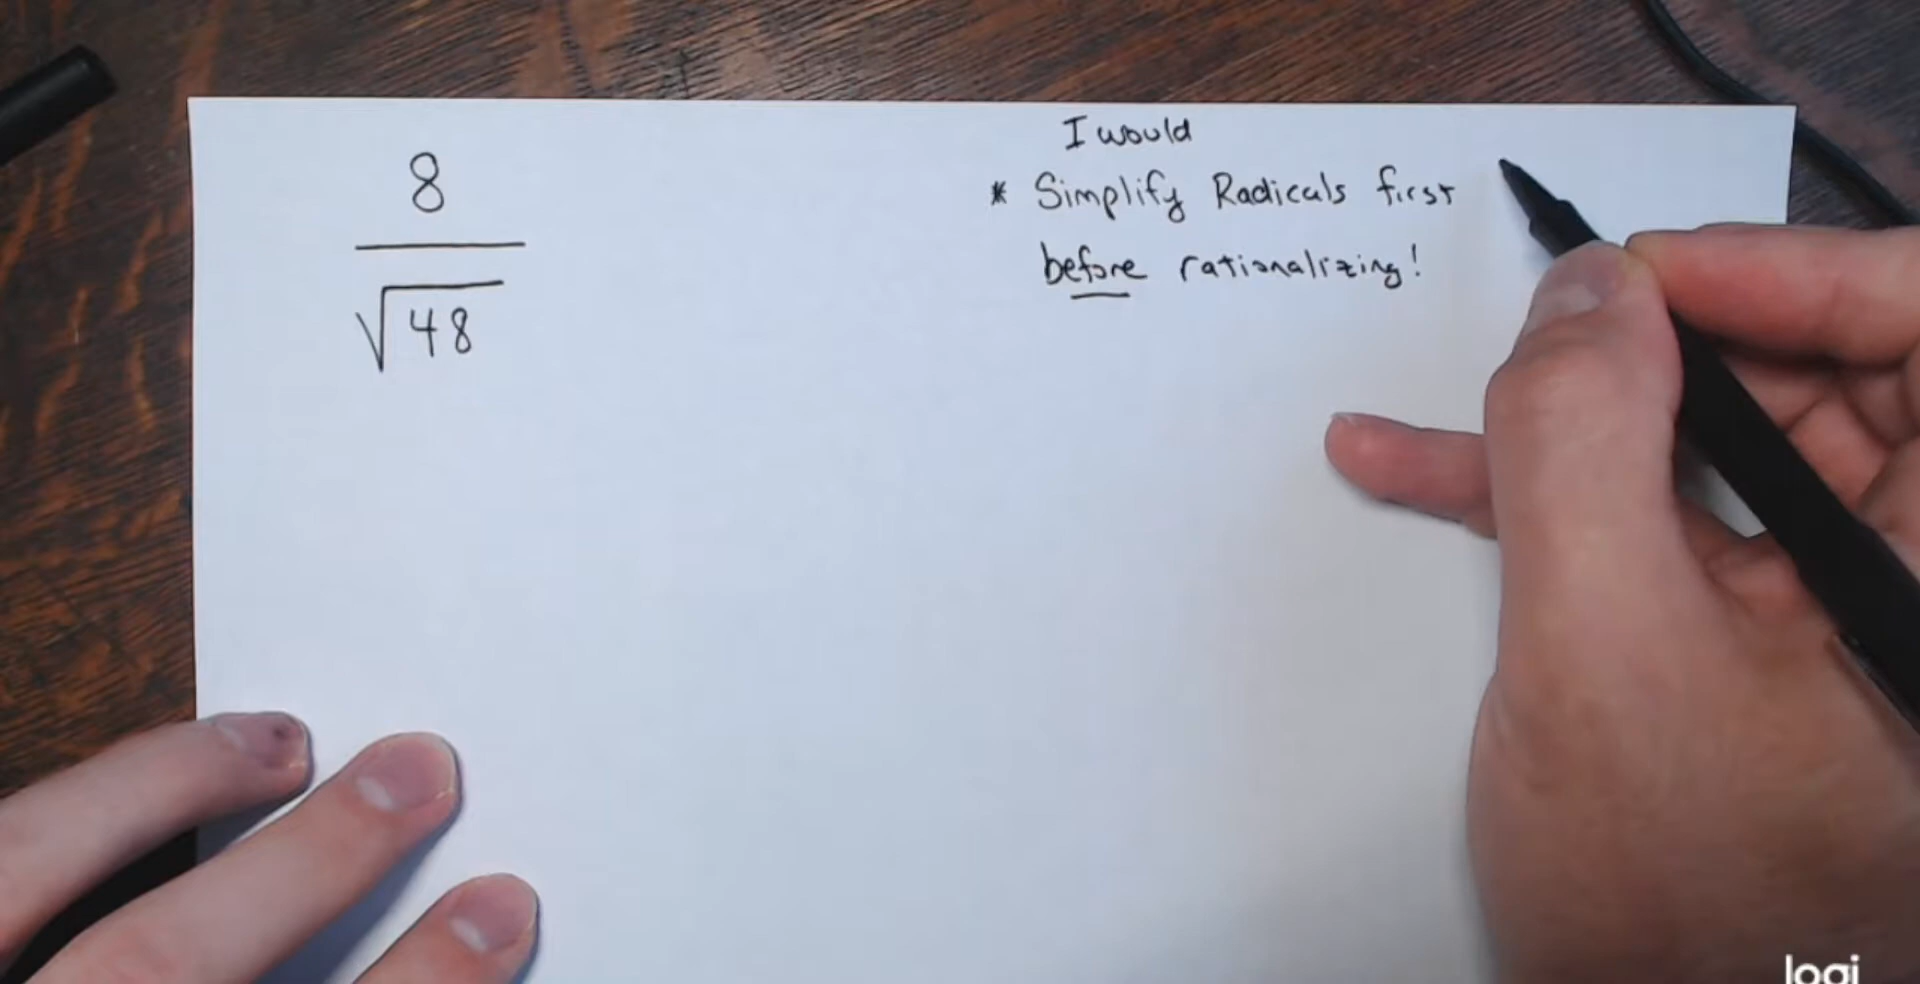 8
√48
I would
* Simplify Radicals first
before rationalizing!
logi